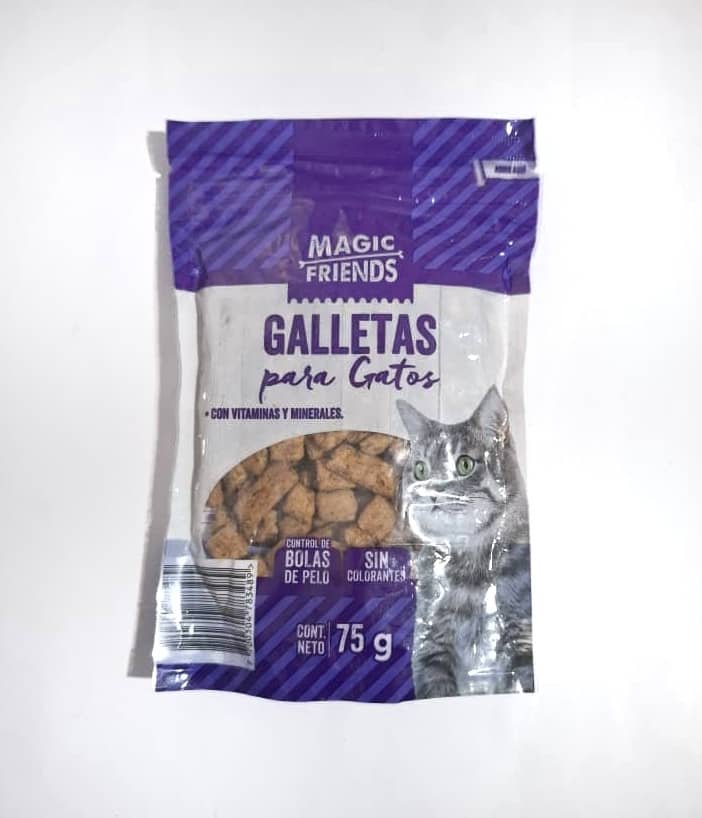 MAGIC
FRIENDS
GALLETAS
para Gatos
• CON VITAMINAS Y MINERALES.
CONTROL DE
BOLAS
DE PELO
SIN
COLORANTES
CONT.
NETO
75 g